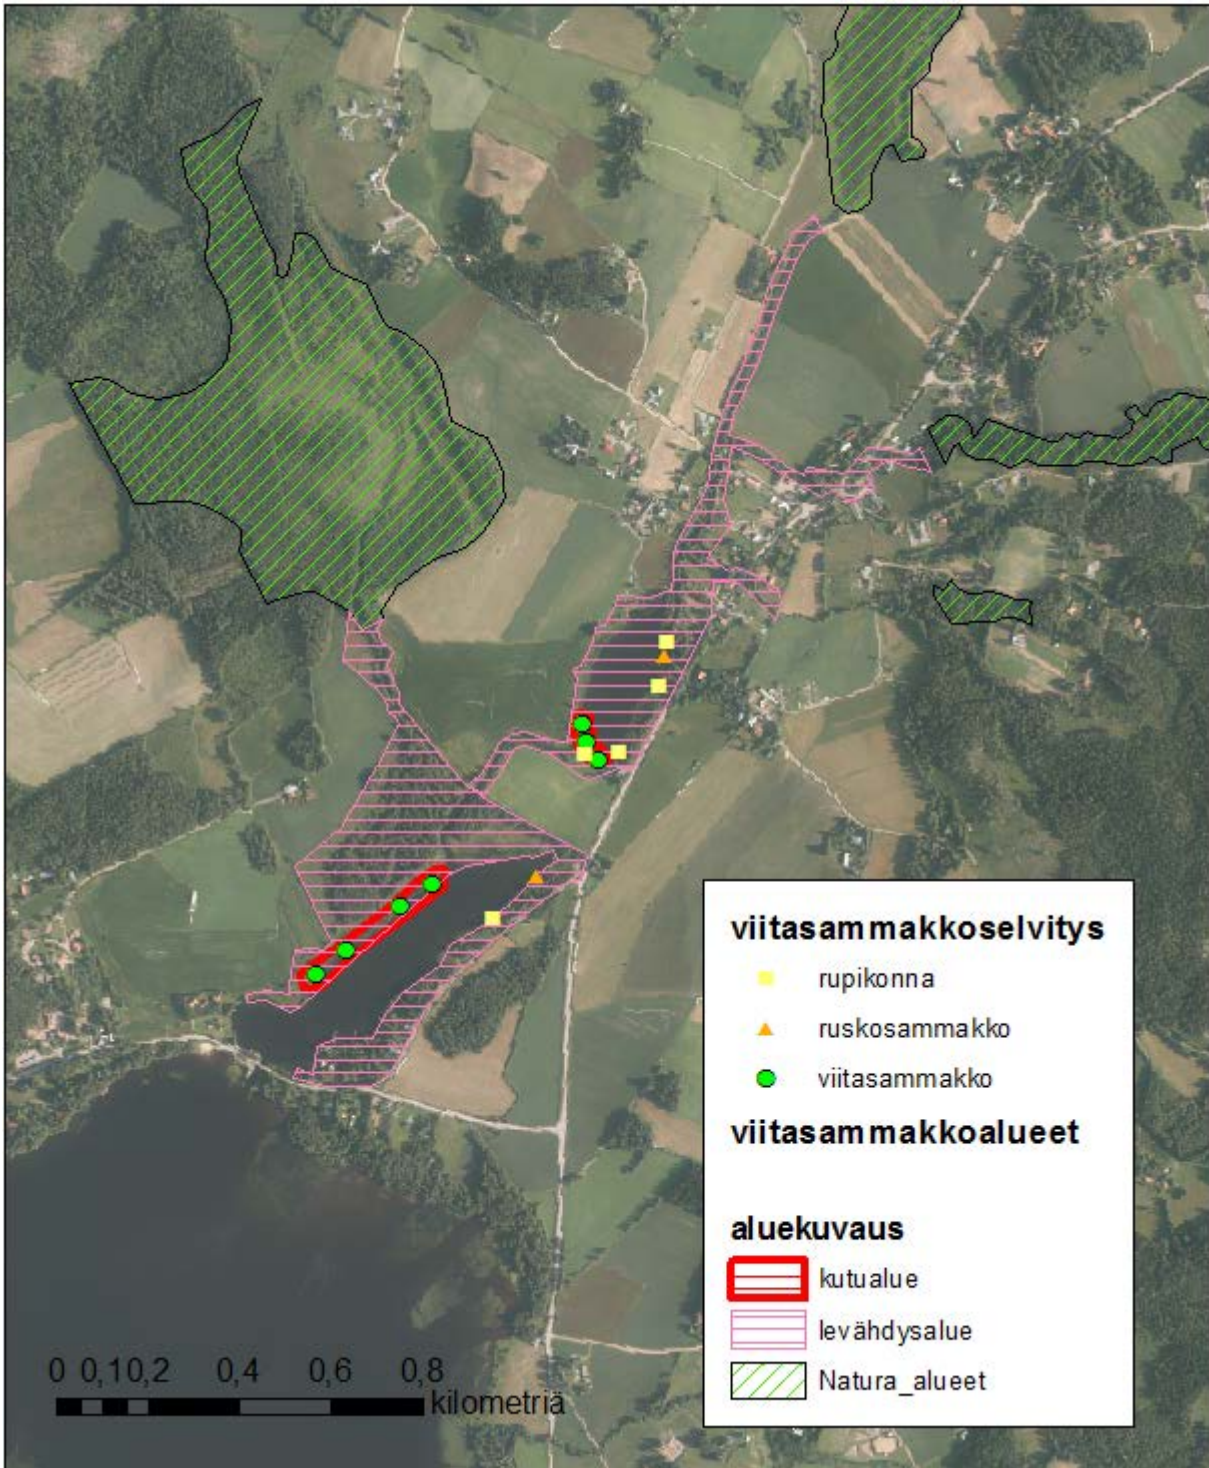 viitasammakkoselvitys
rupikonna
ruskosammakko
viitasammakko
viitasammakkoalueet
aluekuvaus
kutualue
levähdysalue
Natura_alueet
0 0,10,2 0,4 0,6 0,8
kilometriä